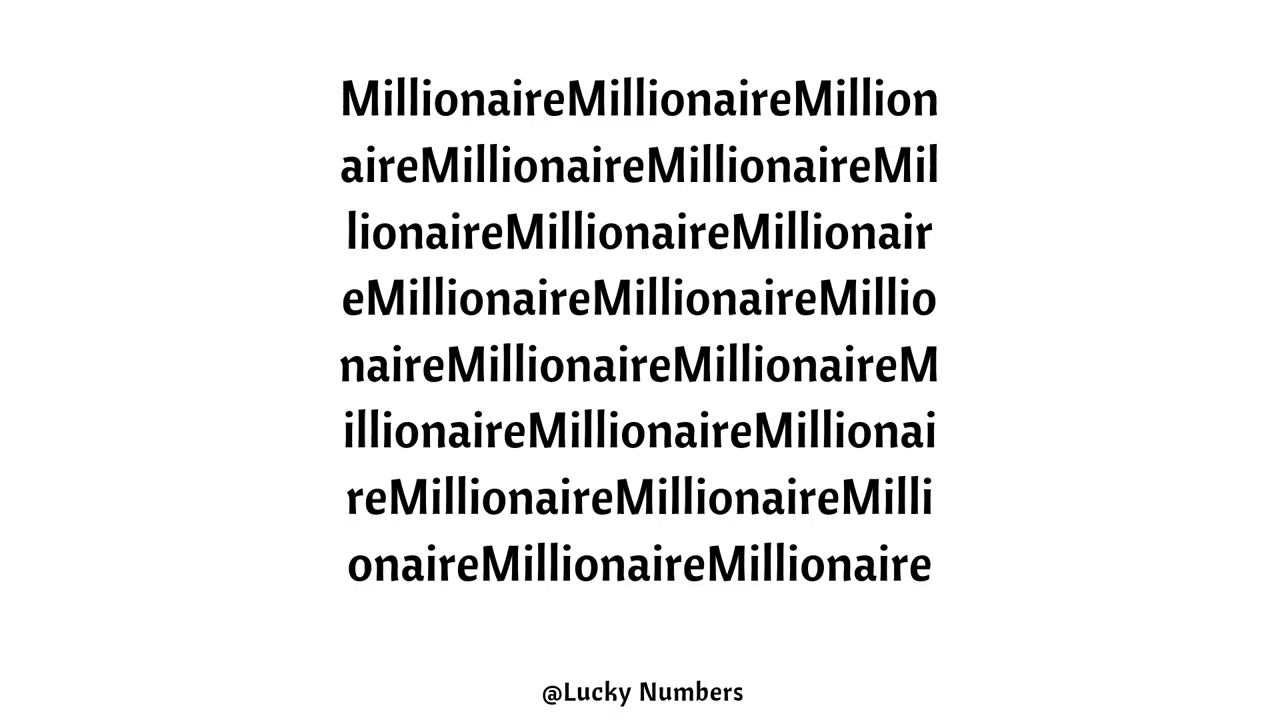 MillionaireMillionaireMillion
aireMillionaireMillionaireMil
lionaireMillionaireMillionair
eMillionaireMillionaireMillio
naireMillionaireMillionaireM
illionaireMillionaireMillionai
reMillionaireMillionaireMilli
onaireMillionaireMillionaire
@Lucky Numbers